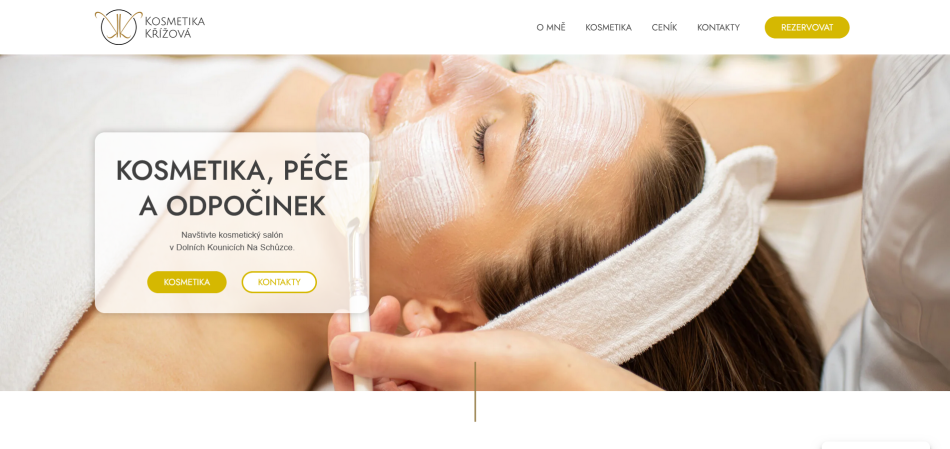 KOSMETIKA
KŘÍŽOVÁ
O MNĚ KOSMETIKA CENÍK KONTAKTY REZERVOVAT
KOSMETIKA, PÉČE
A ODPOČINEK
Navštivte kosmetický salón
v Dolních Kounicích Na Schůzce.
KOSMETIKA KONTAKTY